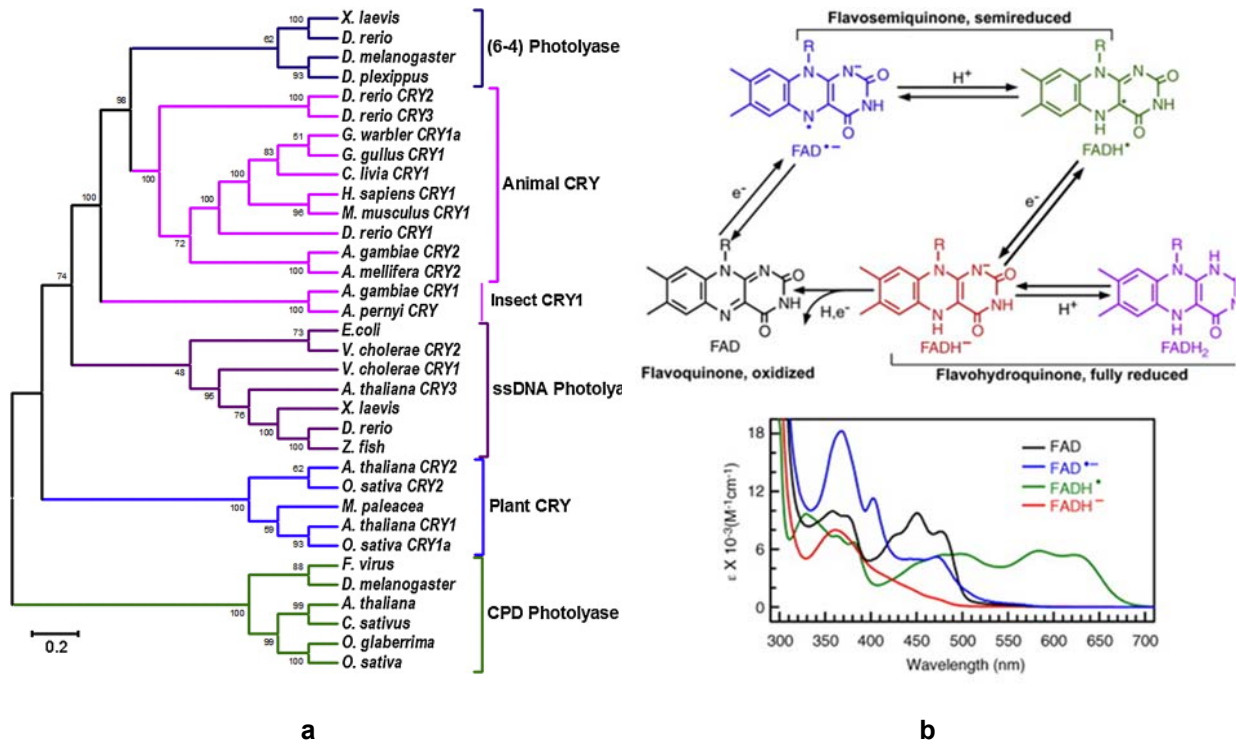 X. laevis
D. rerio
D. melanogaster
D. plexippus
D. rerio CRY2
D. rerio CRY3
G. warbler CRY1a
G. gullus CRY1
C. livia CRY1
H. sapiens CRY1
M. musculus CRY1
D. rerio CRY1
A. gambiae CRY2
A. mellifera CRY2
A. gambiae CRY1
A. pernyi CRY
E.coli
V. cholerae CRY2
V. cholerae CRY1
A. thaliana CRY3
X. laevis
D. rerio
Z. fish
A. thaliana CRY2
O. sativa CRY2
M. paleacea
A. thaliana CRY1
O. sativa CRY1a
F. virus
D. melanogaster
A. thaliana
C. sativus
O. glaberrima
O. sativa
(6-4) Photolyase
Animal CRY
Insect CRY1
ssDNA Photolyase
Plant CRY
CPD Photolyase
100
62
93
98
100
51
83
100
100
96
100
72
100
100
100
74
73
48
95
76
100
100
62
100
59
93
88
100
99
99
100
0.2
a
Flavosemiquinone, semireduced
R
N
N⁻
O
NH
N
O
FAD•−
H⁺
R
N
N
O
NH
N
H
O
FADH•
e-
e-
R
N
N
O
NH
N
O
FAD
Flavoquinone, oxidized
H,e-
R
N
N⁻
O
NH
N
H
O
FADH−
H⁺
R
H
N
N
N
H
O
FADH₂
Flavohydroquinone, fully reduced
FAD
FAD•−
FADH•
FADH−
ε X 10⁻³(M⁻¹cm⁻¹)
18
12
6
0
300 350 400 450 500 550 600 650 700
Wavelength (nm)
b